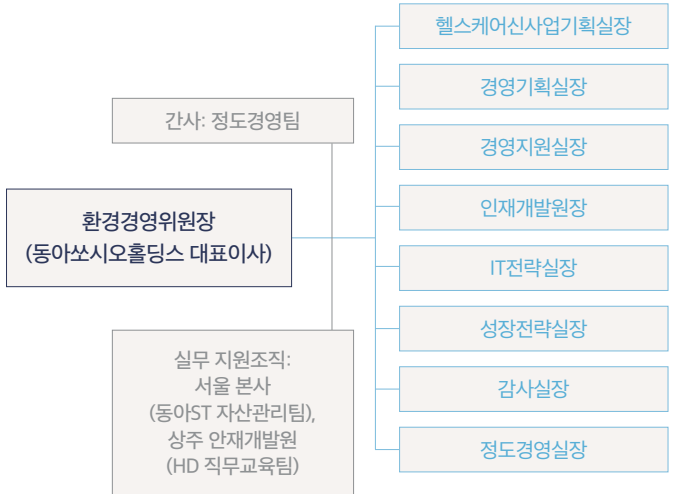 헬스케어신사업기획실장
경영기획실장
간사: 정도경영팀
경영지원실장
환경경영위원장
(동아쏘시오홀딩스 대표이사)
인재개발원장
IT전략실장
성장전략실장
실무 지원조직:
서울 본사
(동아ST 자산관리팀),
상주 안재개발원
(HD 직무교육팀)
감사실장
정도경영실장